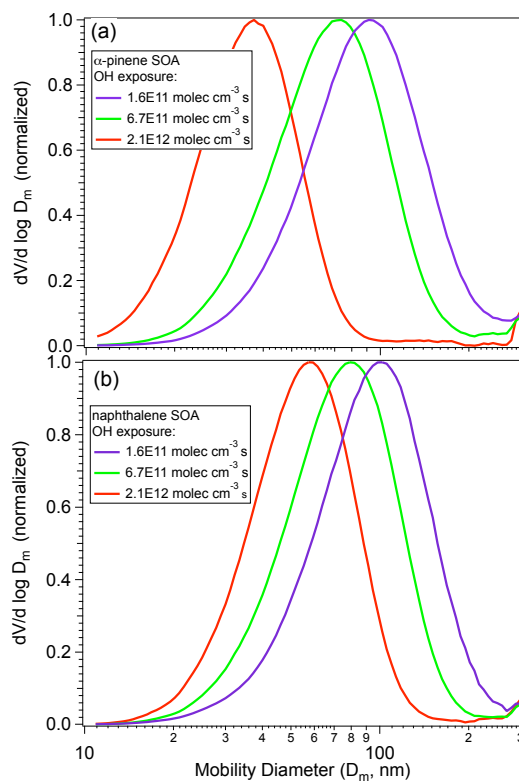 (a)
α-pinene SOA
OH exposure:
1.6E11 molec cm⁻³ s
6.7E11 molec cm⁻³ s
2.1E12 molec cm⁻³ s
dV/d log Dₘ (normalized)
1.0
0.8
0.6
0.4
0.2
0.0
(b)
naphthalene SOA
OH exposure:
1.6E11 molec cm⁻³ s
6.7E11 molec cm⁻³ s
2.1E12 molec cm⁻³ s
dV/d log Dₘ (normalized)
1.0
0.8
0.6
0.4
0.2
0.0
10 2 3 4 5 6 7 8 9 100 2
Mobility Diameter (Dₘ, nm)